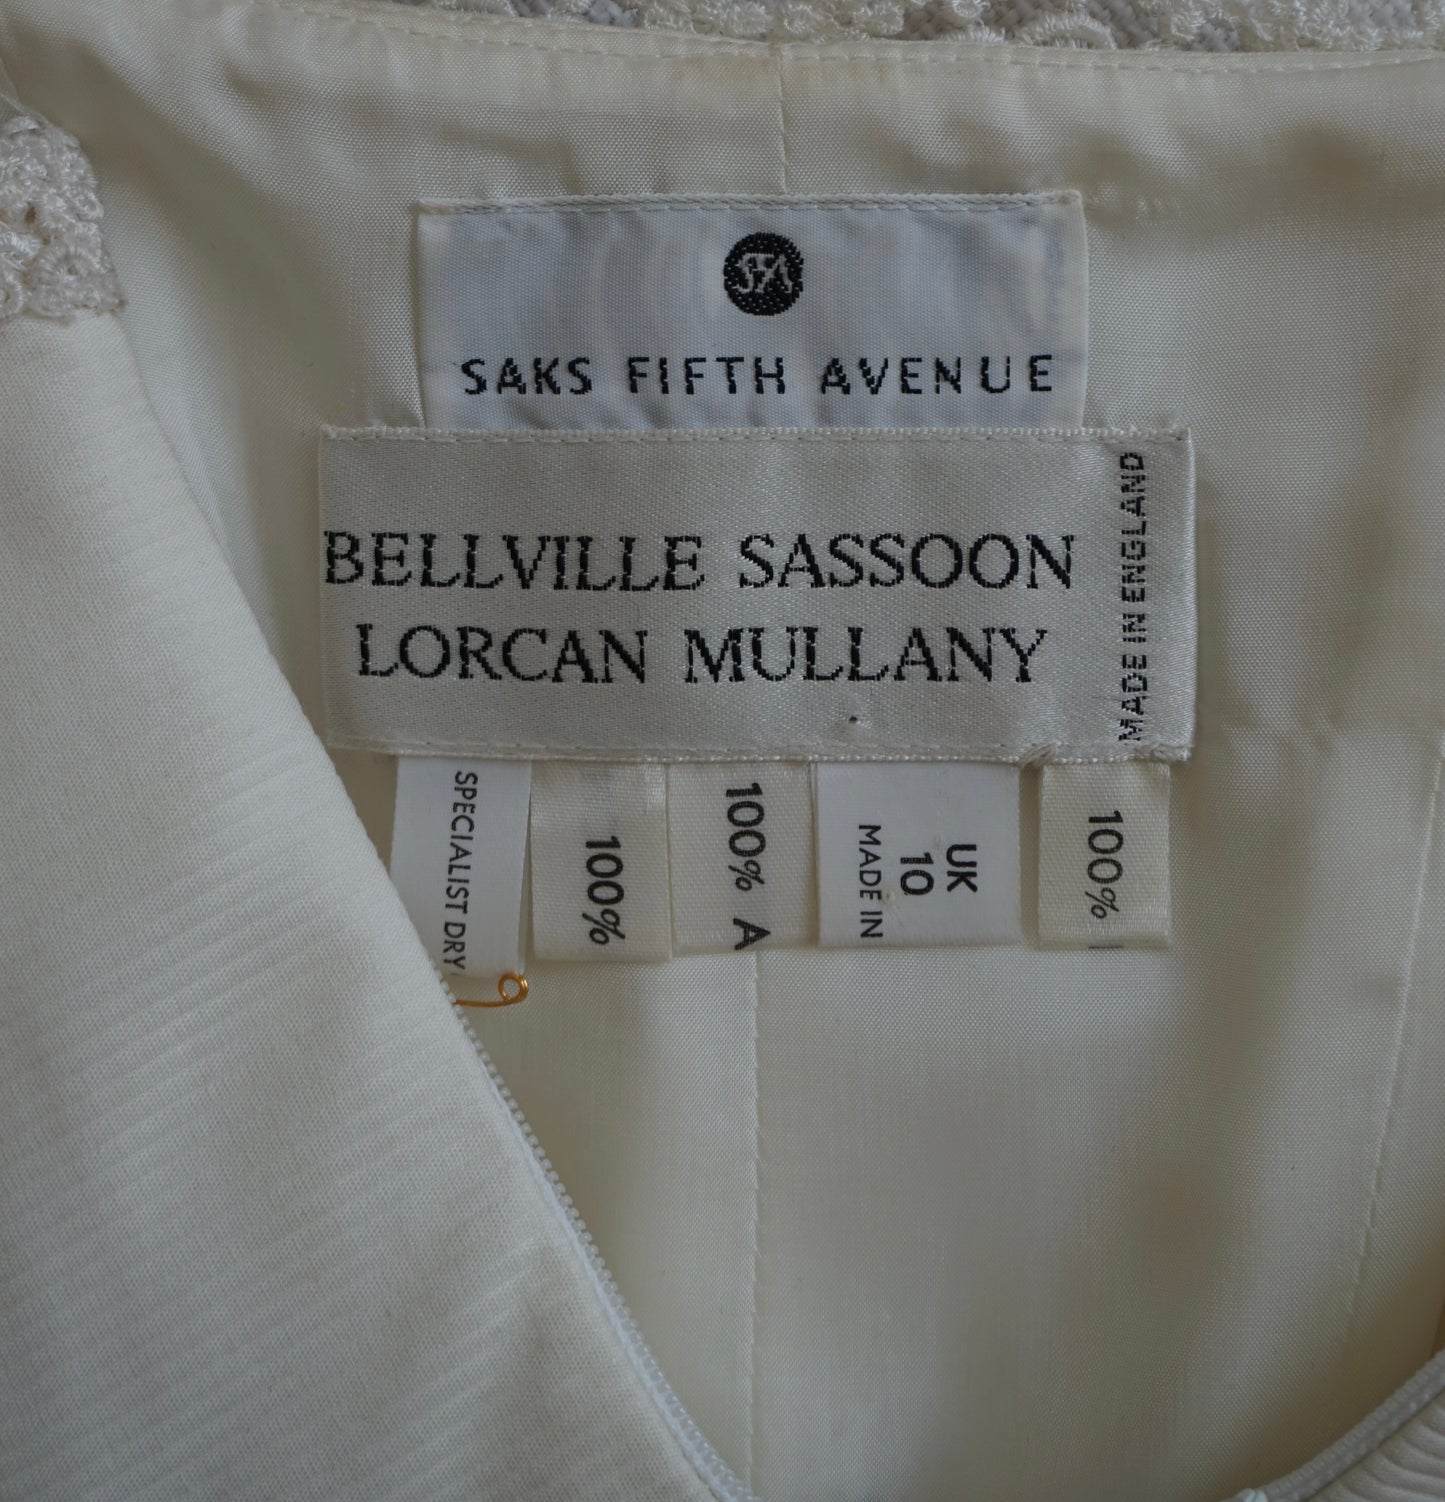 SFA
SAKS FIFTH AVENUE
BELLVILLE SASSOON
LORCAN MULLANY
MADE IN ENGLAND
SPECIALIST DRY
100%
100% A
UK
10
MADE IN
100%